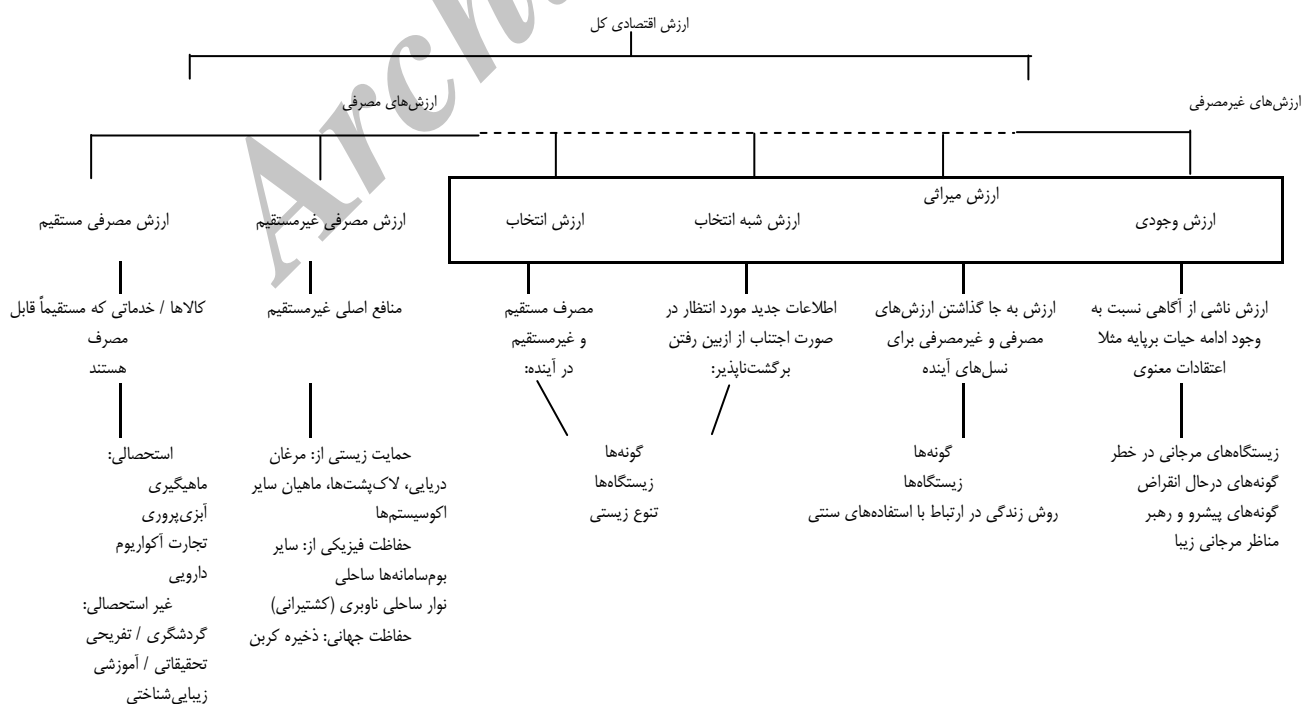 ارزش اقتصادی کل
ارزش‌های غیرمصرفی
ارزش‌های مصرفی
ارزش وجودی
ارزش میراثی
ارزش شبه انتخاب
ارزش انتخاب
ارزش مصرفی غیرمستقیم
ارزش مصرفی مستقیم
ارزش ناشی از آگاهی نسبت به
وجود ادامه حیات برپایه مثلا
اعتقادات معنوی
ارزش به جا گذاشتن ارزش‌های
مصرفی و غیرمصرفی برای
نسل‌های آینده
اطلاعات جدید مورد انتظار در
صورت اجتناب از ازبین رفتن
برگشت‌ناپذیر:
مصرف مستقیم
و غیرمستقیم
در آینده:
منافع اصلی غیرمستقیم
کالاها / خدماتی که مستقیماً قابل
مصرف
هستند
زیستگاه‌های مرجانی در خطر
گونه‌های درحال انقراض
گونه‌های پیشرو و رهبر
مناظر مرجانی زیبا
گونه‌ها
زیستگاه‌ها
روش زندگی در ارتباط با استفاده‌های سنتی
گونه‌ها
زیستگاه‌ها
تنوع زیستی
حمایت زیستی از: مرغان
دریایی، لاک‌پشت‌ها، ماهیان سایر
اکوسیستم‌ها
حفاظت فیزیکی از: سایر
بوم‌سامانه‌ها ساحلی
نوار ساحلی ناوبری (کشتیرانی)
حفاظت جهانی: ذخیره کربن
استحصالی:
ماهیگیری
آبزی‌پروری
تجارت آکواریوم
دارویی
غیر استحصالی:
گردشگری / تفریحی
تحقیقاتی / آموزشی
زیبایی‌شناختی